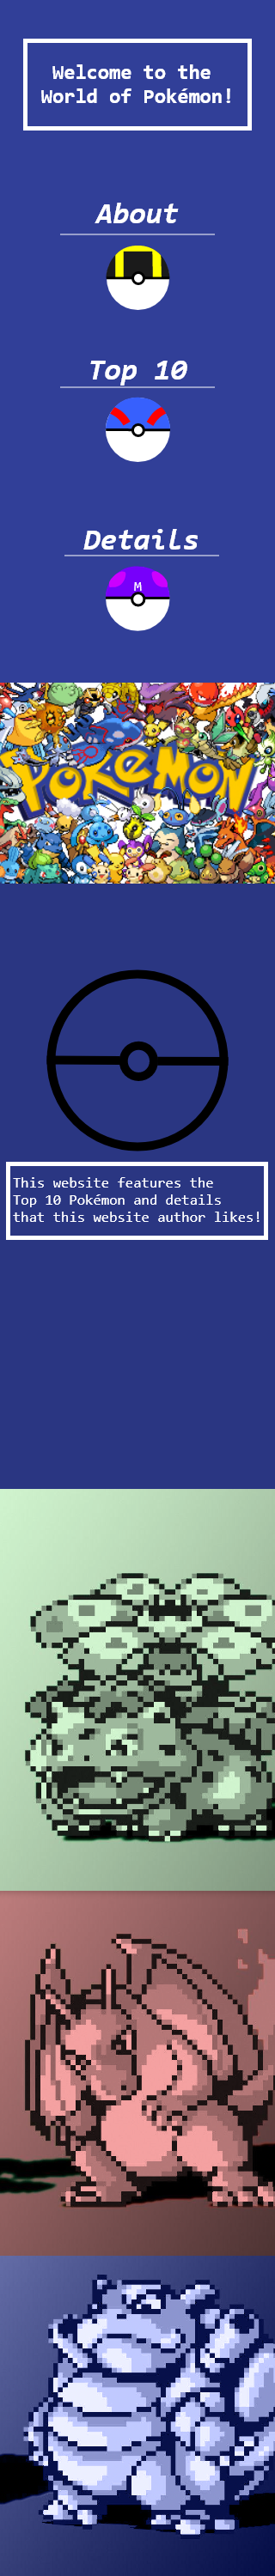 Welcome to the
World of Pokémon!
About
Top 10
Details
M
POKéMON
This website features the
Top 10 Pokémon and details
that this website author likes!